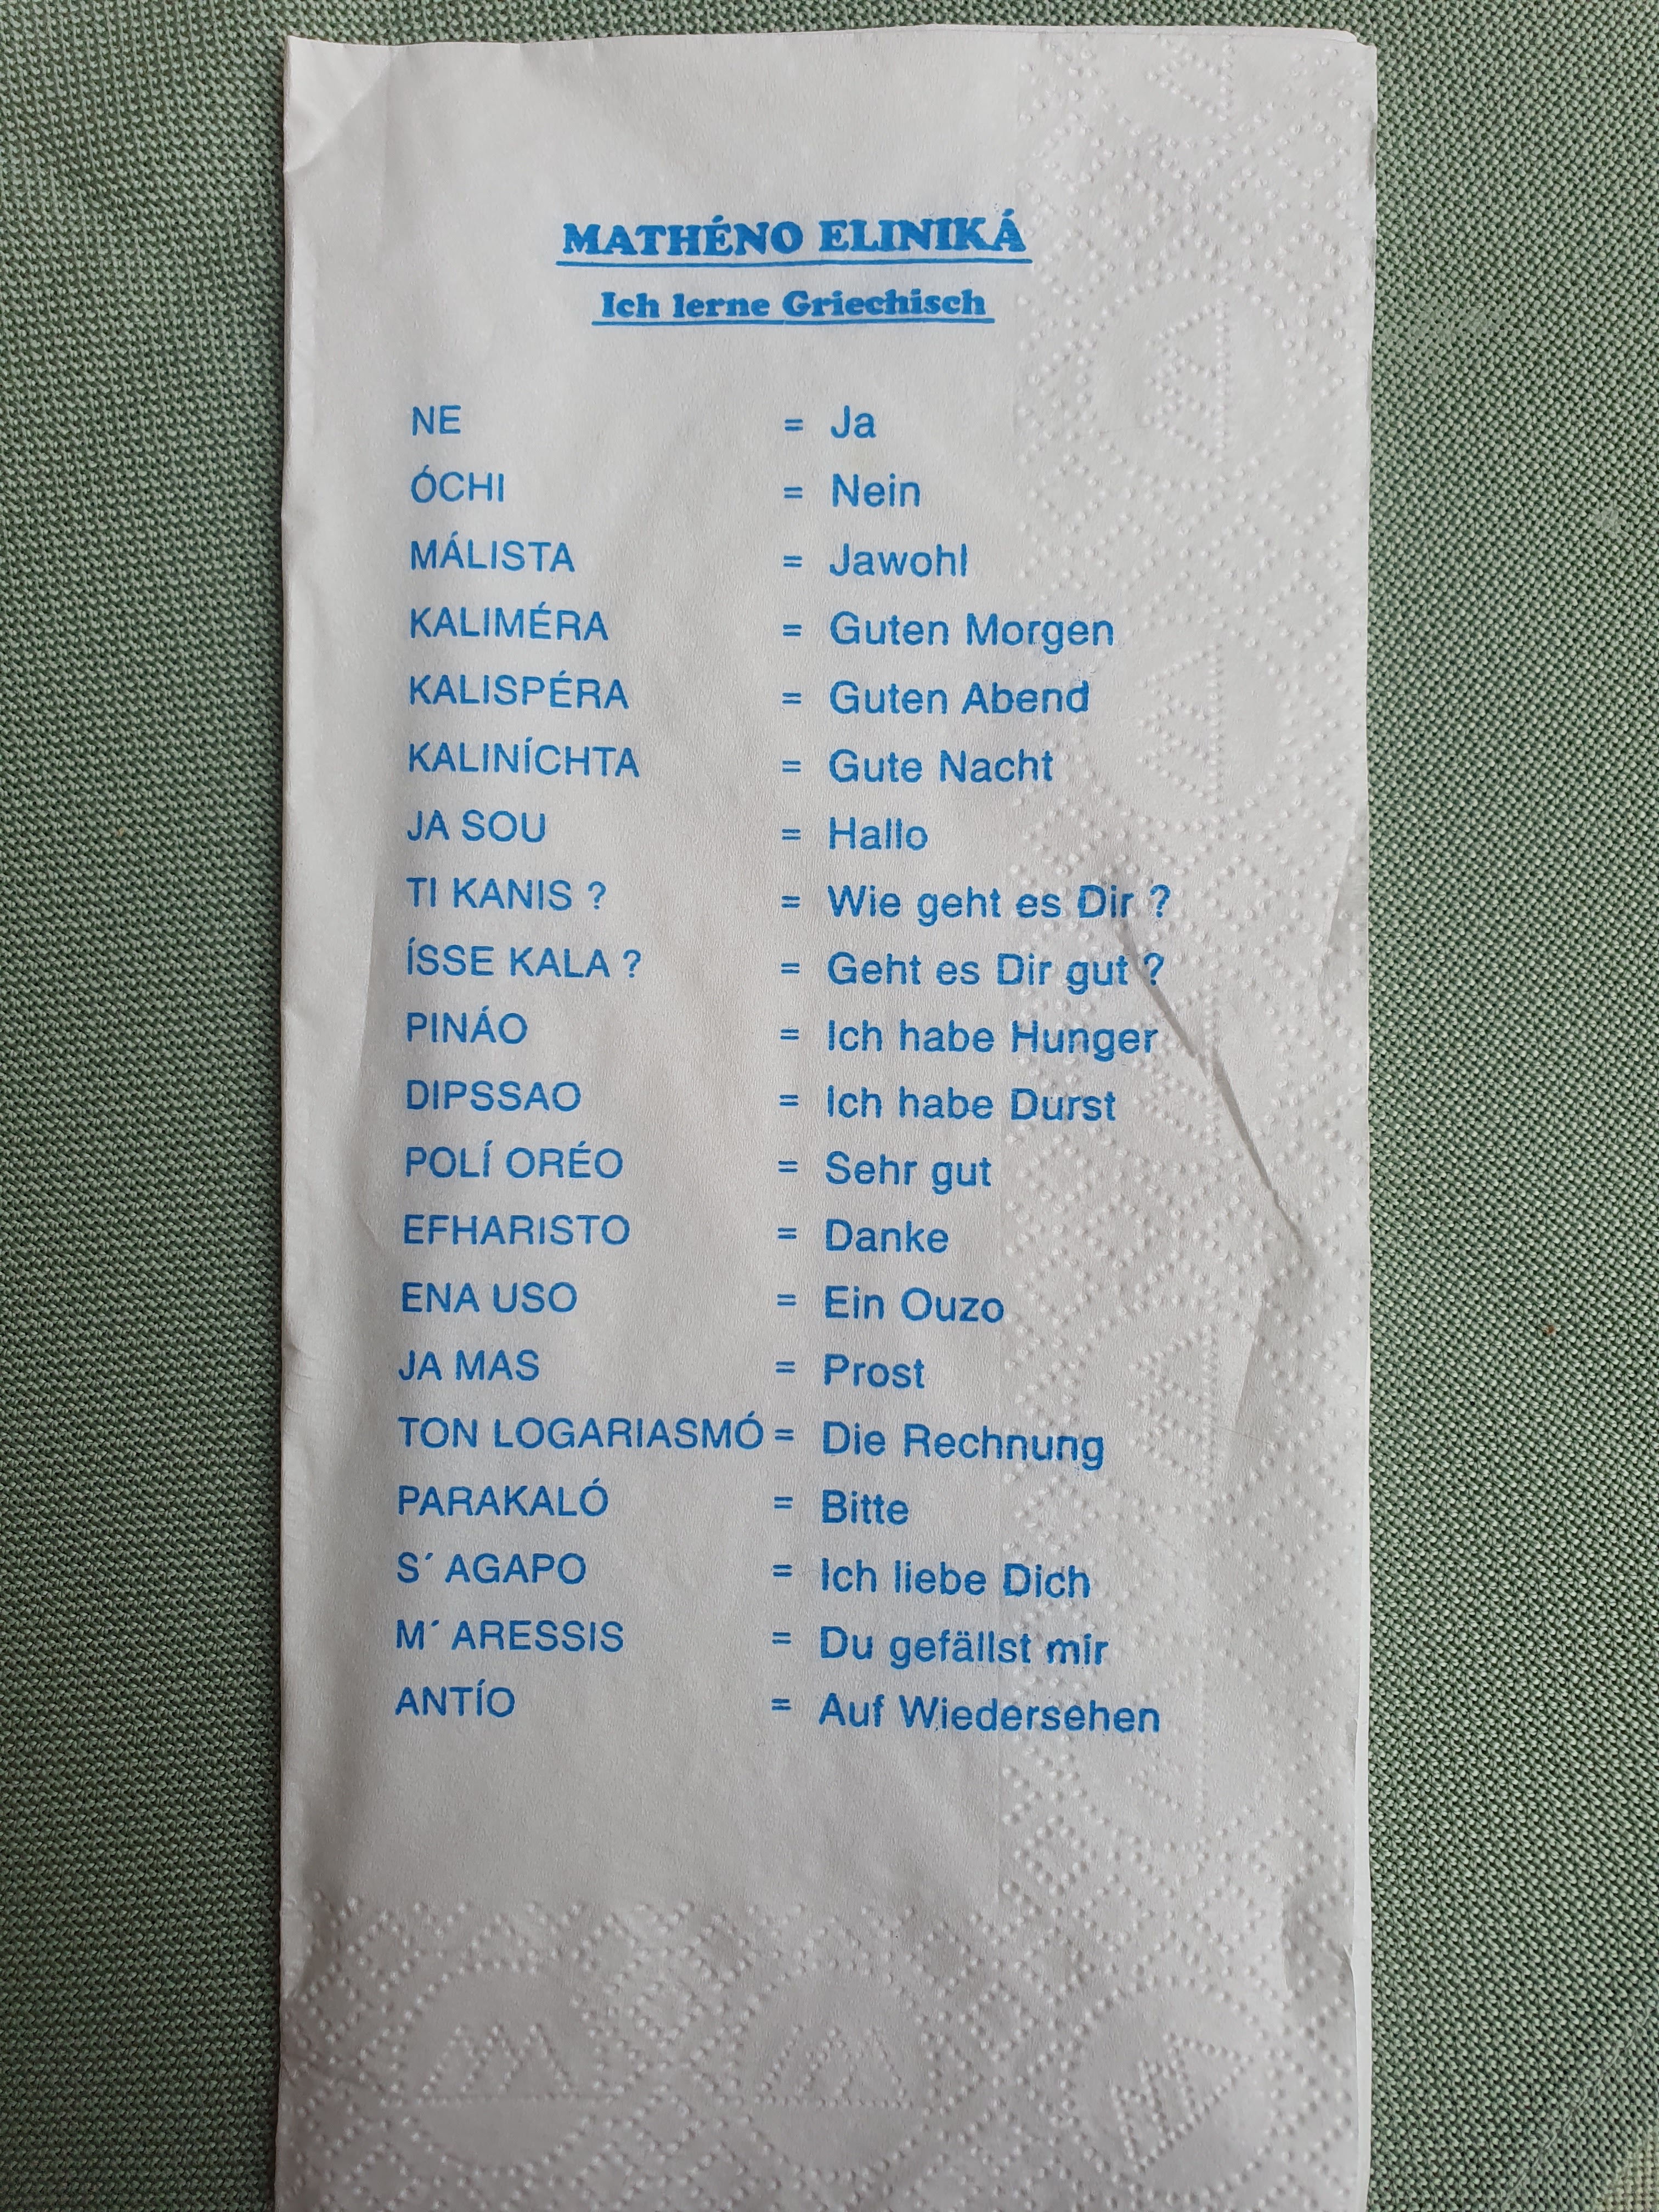 MATHÉNO ELINIKÁ
Ich lerne Griechisch
NE = Ja
ÓCHI = Nein
MÁLISTA = Jawohl
KALIMÉRA = Guten Morgen
KALISPÉRA = Guten Abend
KALINÍCHTA = Gute Nacht
JA SOU = Hallo
TI KANIS ? = Wie geht es Dir ?
ÍSSE KALA ? = Geht es Dir gut ?
PINÁO = Ich habe Hunger
DIPSSAO = Ich habe Durst
POLÍ ORÉO = Sehr gut
EFHARISTO = Danke
ENA USO = Ein Ouzo
JA MAS = Prost
TON LOGARIASMÓ = Die Rechnung
PARAKALÓ = Bitte
S´ AGAPO = Ich liebe Dich
M´ ARESSIS = Du gefällst mir
ANTÍO = Auf Wiedersehen